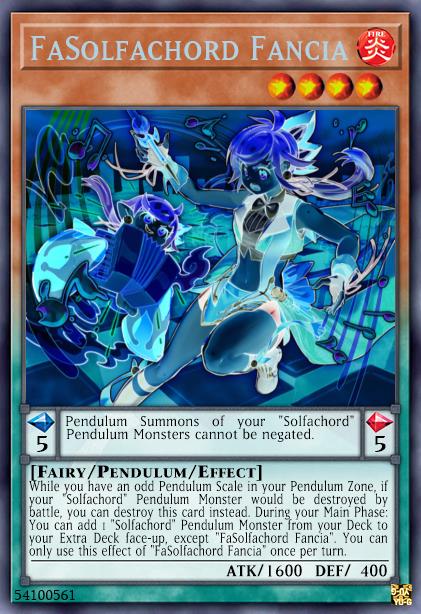 FaSolfachord Fancia
FIRE
炎
Pendulum Summons of your "Solfachord"
Pendulum Monsters cannot be negated.
5
5
[Fairy/Pendulum/Effect]
While you have an odd Pendulum Scale in your Pendulum Zone, if
your "Solfachord" Pendulum Monster would be destroyed by
battle, you can destroy this card instead. During your Main Phase:
You can add 1 "Solfachord" Pendulum Monster from your Deck to
your Extra Deck face-up, except "FaSolfachord Fancia". You can
only use this effect of "FaSolfachord Fancia" once per turn.
ATK/1600 DEF/ 400
54100561